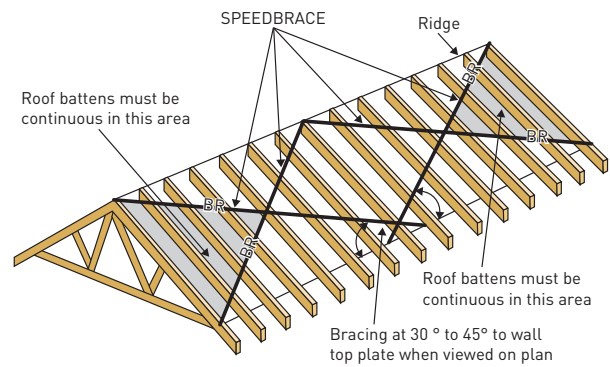 SPEEDBRACE
Ridge
Roof battens must be
continuous in this area
BR
BR
BR
BR
Roof battens must be
continuous in this area
Bracing at 30 ° to 45° to wall
top plate when viewed on plan